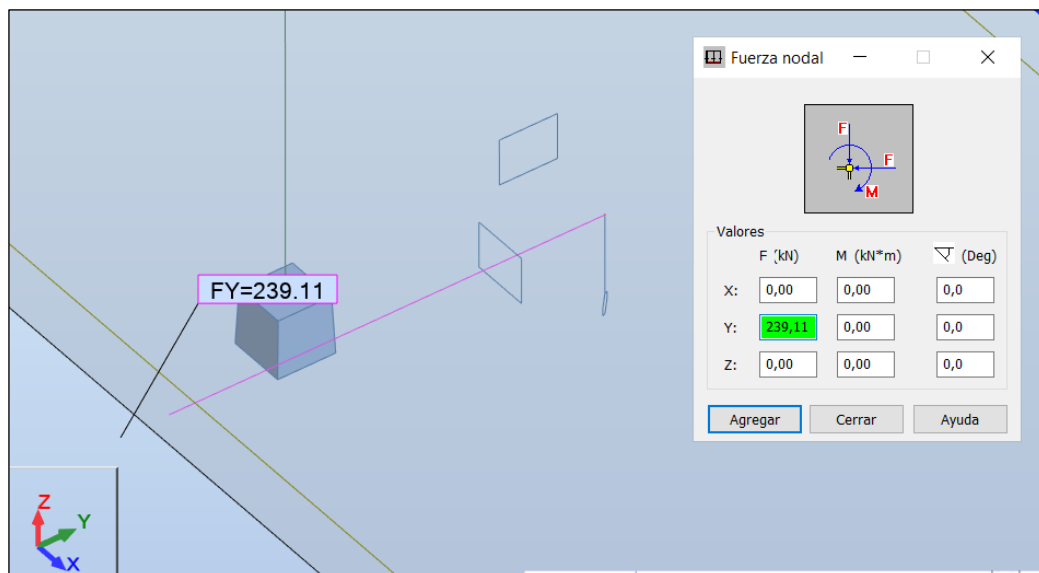 FY=239.11
Z
Y
X
Fuerza nodal
F
F
M
Valores
F (kN) M (kN*m) (Deg)
X: 0,00 0,00 0,0
Y: 239,11 0,00 0,0
Z: 0,00 0,00 0,0
Agregar Cerrar Ayuda